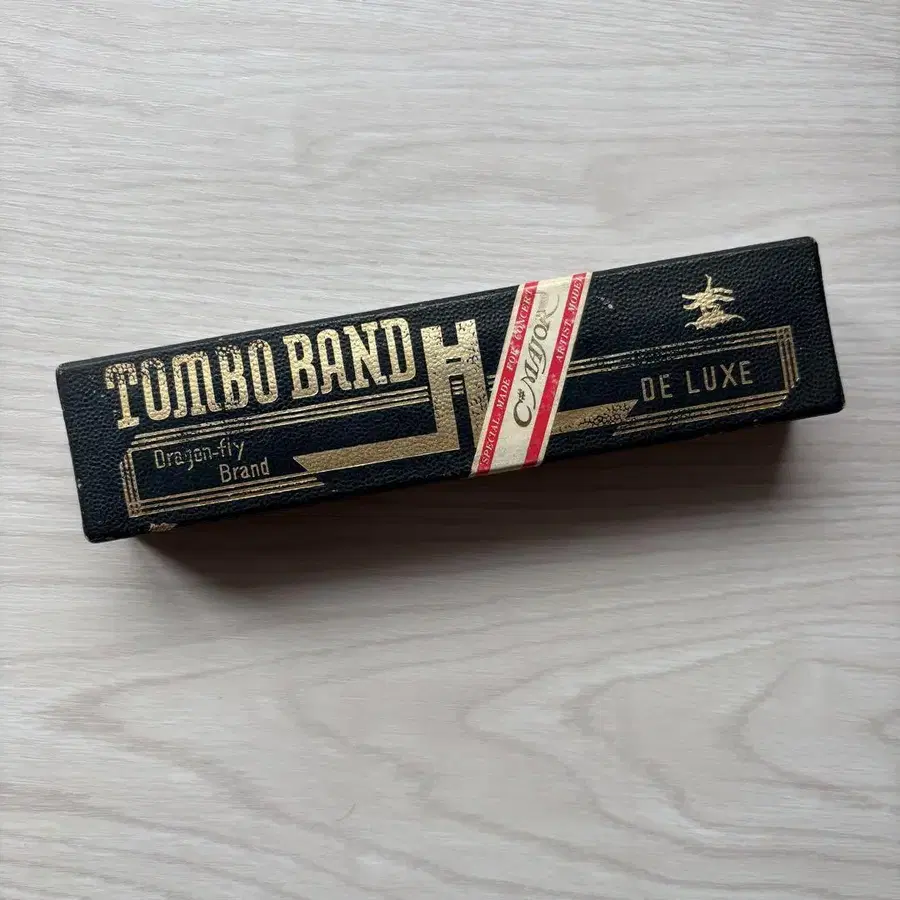 TOMBO BAND
Dragon-fly
Brand
SPECIAL MADE FOR CONCERT
C# MAJOR
ARTIST MODEL
DE LUXE